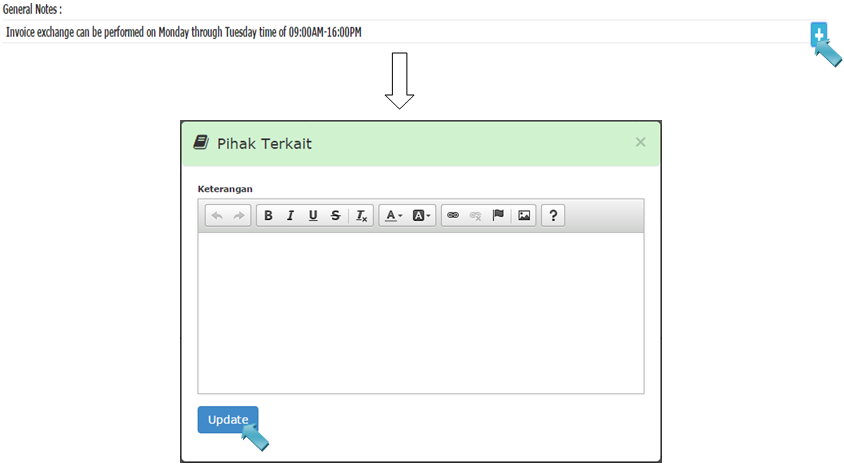 General Notes :
Invoice exchange can be performed on Monday through Tuesday time of 09:00AM-16:00PM
Pihak Terkait
Keterangan
B I U S Tx A A ?
Update